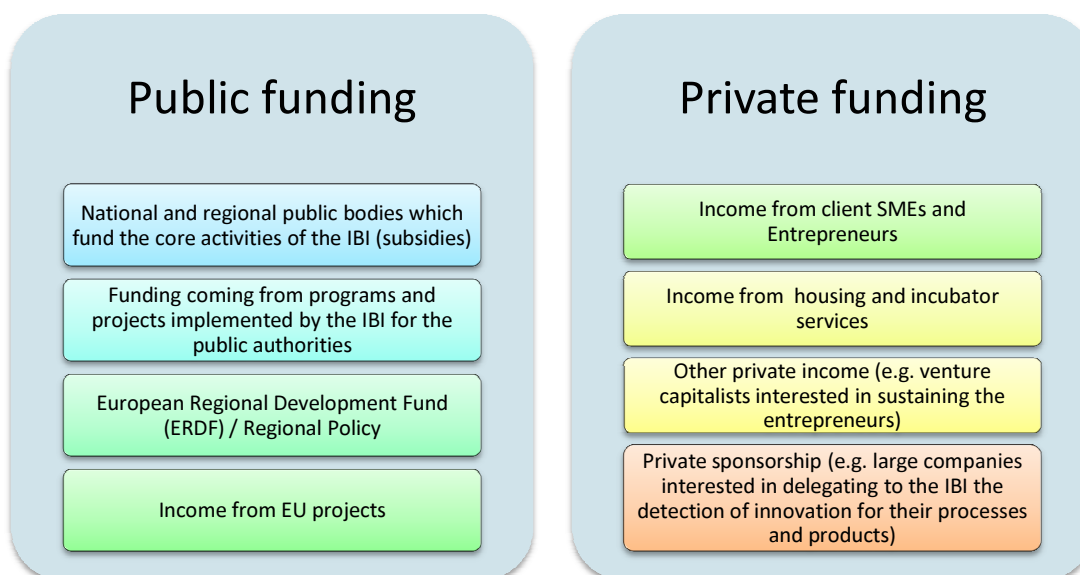 Public funding
National and regional public bodies which
fund the core activities of the IBI (subsidies)
Funding coming from programs and
projects implemented by the IBI for the
public authorities
European Regional Development Fund
(ERDF) / Regional Policy
Income from EU projects
Private funding
Income from client SMEs and
Entrepreneurs
Income from housing and incubator
services
Other private income (e.g. venture
capitalists interested in sustaining the
entrepreneurs)
Private sponsorship (e.g. large companies
interested in delegating to the IBI the
detection of innovation for their processes
and products)